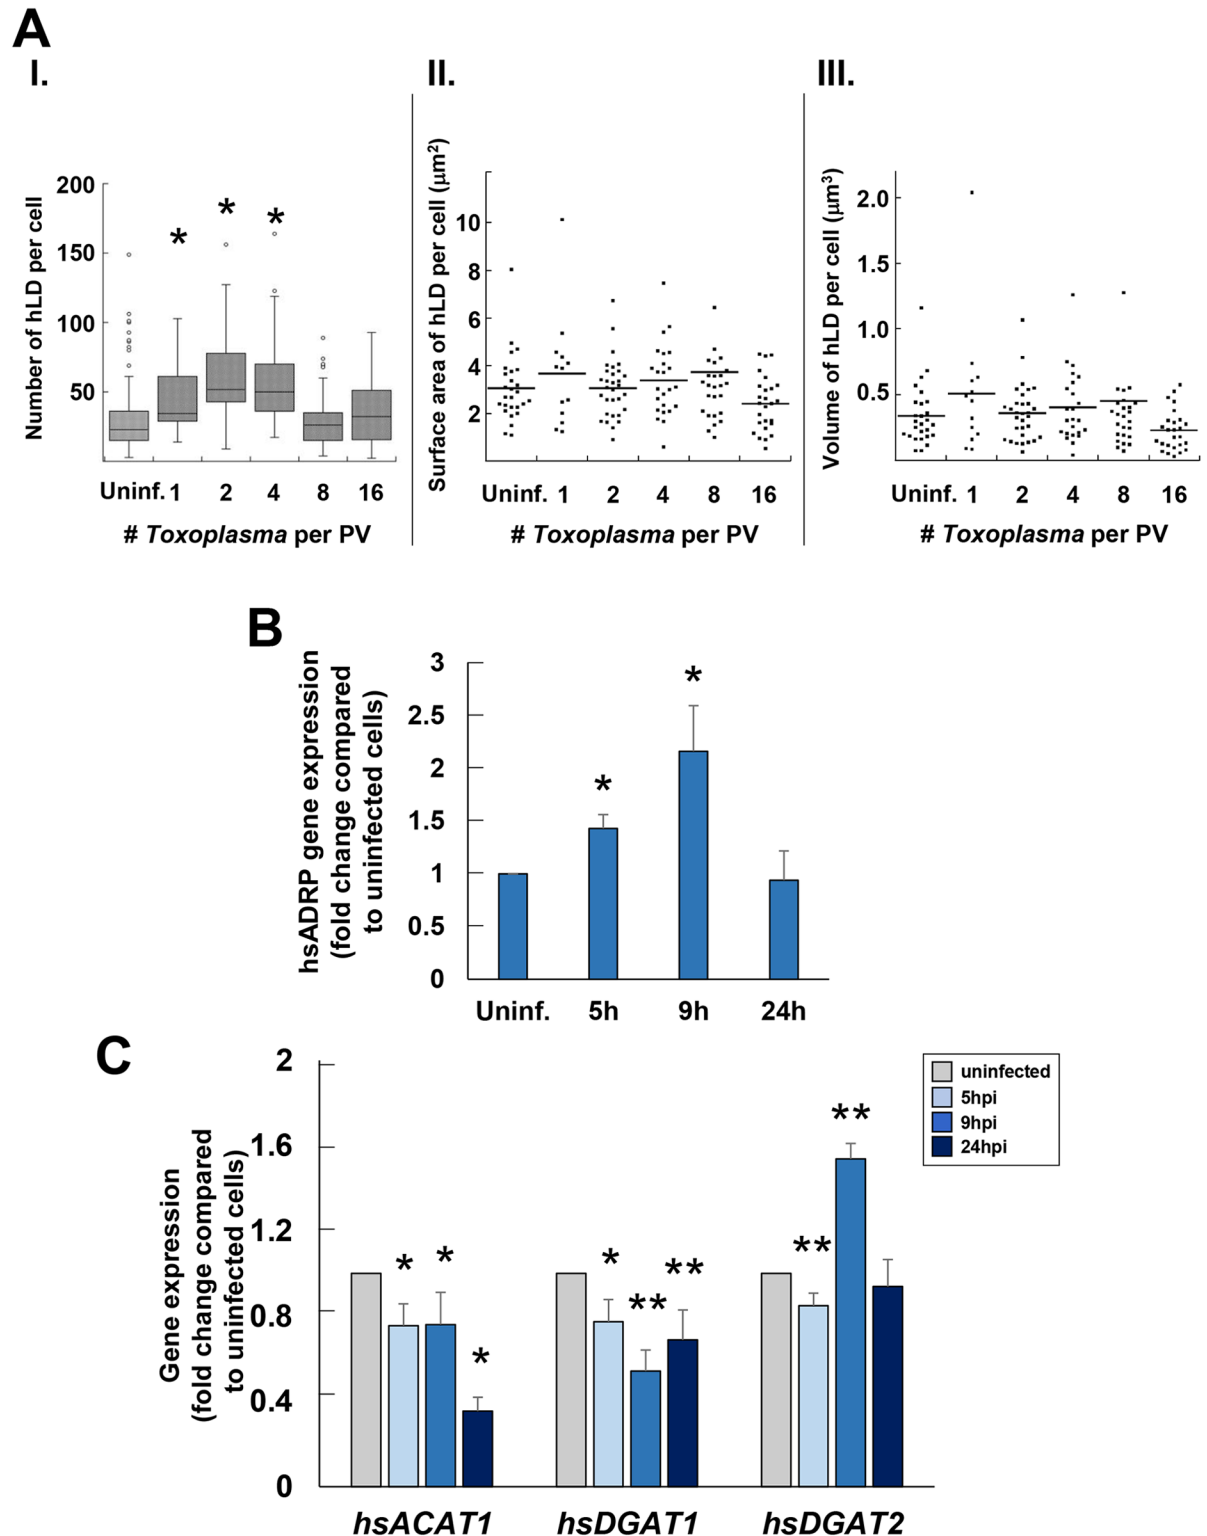 A
I.
Number of hLD per cell
200
150
100
50
* * *
Uninf. 1 2 4 8 16
# Toxoplasma per PV
II.
Surface area of hLD per cell (μm²)
10
8
6
4
2
Uninf. 1 2 4 8 16
# Toxoplasma per PV
III.
Volume of hLD per cell (μm³)
2.0
1.5
1.0
0.5
Uninf. 1 2 4 8 16
# Toxoplasma per PV
B
hsADRP gene expression
(fold change compared
to uninfected cells)
3
2.5
2
1.5
1
0.5
0
* *
Uninf. 5h 9h 24h
C
Gene expression
(fold change compared
to uninfected cells)
2
1.6
1.2
0.8
0.4
0
* * *
* ** **
** **
hsACAT1 hsDGAT1 hsDGAT2
uninfected
5hpi
9hpi
24hpi